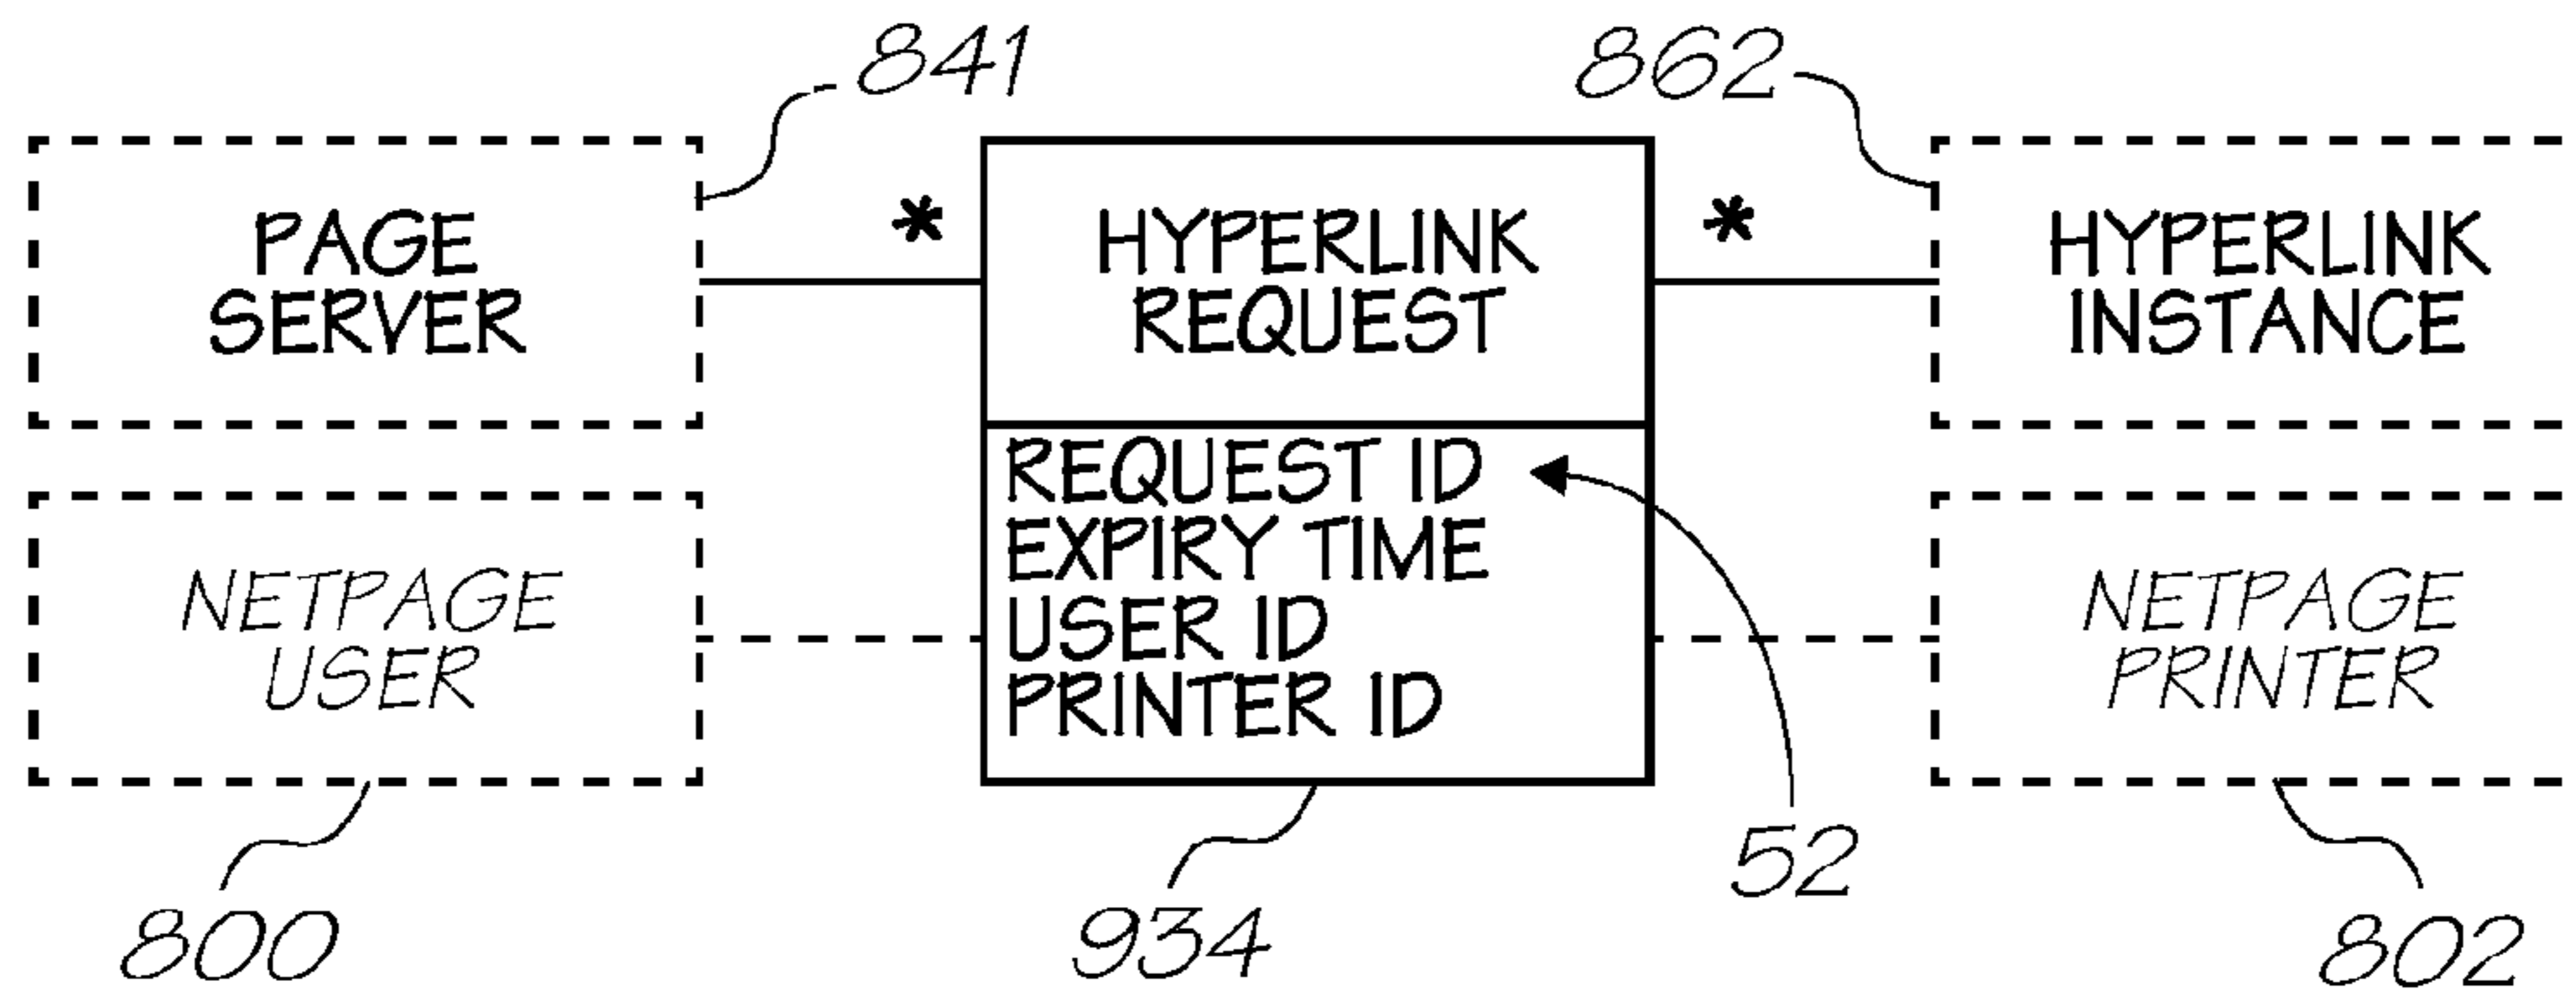 841
862
PAGE
SERVER
*
HYPERLINK
REQUEST
*
HYPERLINK
INSTANCE
REQUEST ID
EXPIRY TIME
USER ID
PRINTER ID
NETPAGE
USER
NETPAGE
PRINTER
800
934
52
802